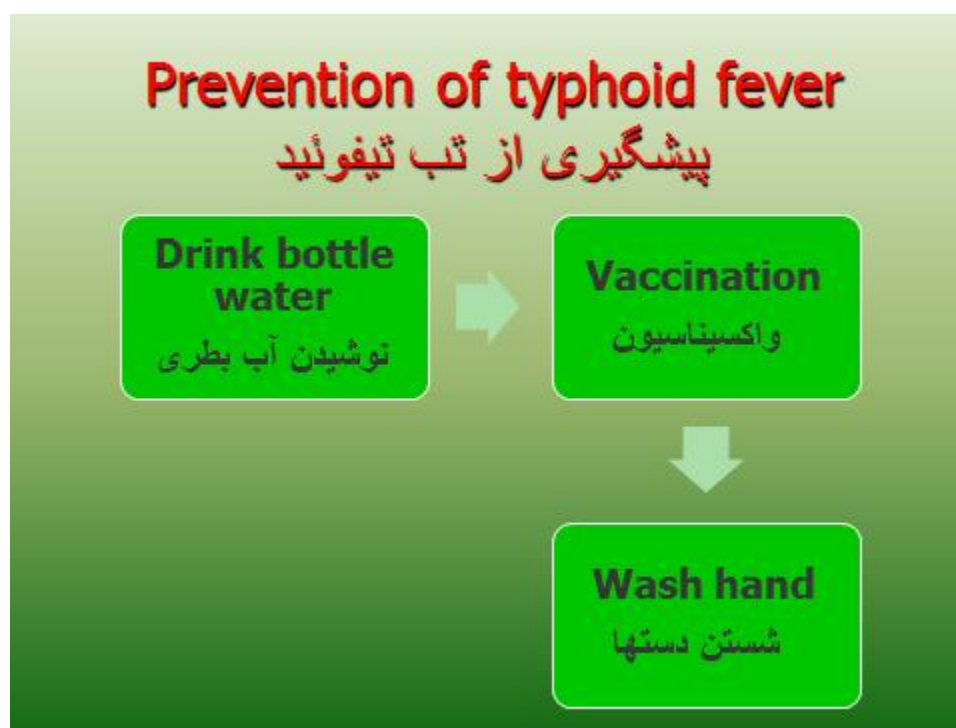 Prevention of typhoid fever
پیشگیری از تب تیفوئید
Drink bottle
water
نوشیدن آب بطری
Vaccination
واکسیناسیون
Wash hand
شستن دستها